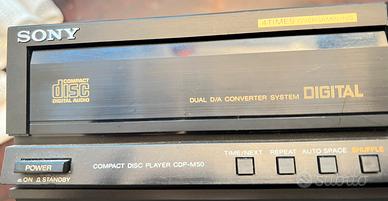 SONY
4 TIMES OVERSAMPLING
COMPACT
disc
DIGITAL AUDIO
DUAL D/A CONVERTER SYSTEM DIGITAL
TIME/NEXT REPEAT AUTO SPACE SHUFFLE
POWER
COMPACT DISC PLAYER CDP-M50
ON STANDBY
subito